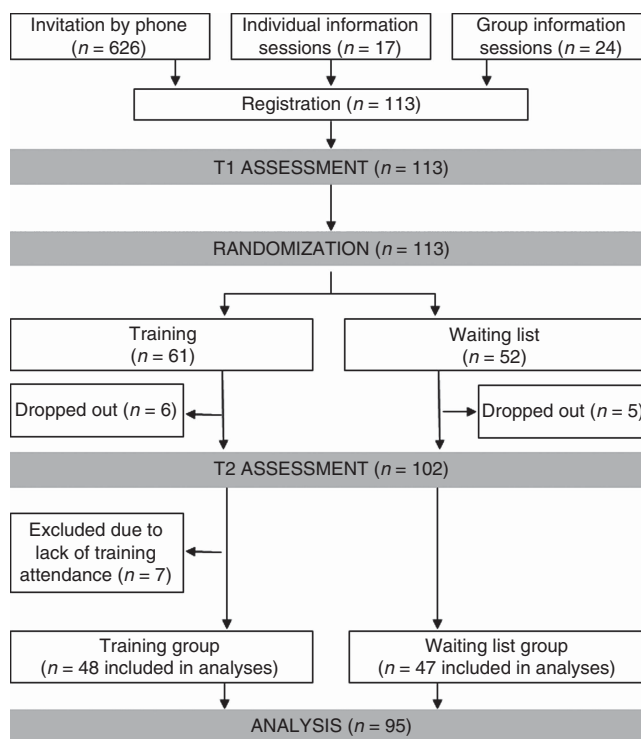 Invitation by phone
(n = 626)
Individual information
sessions (n = 17)
Group information
sessions (n = 24)
Registration (n = 113)
T1 ASSESSMENT (n = 113)
RANDOMIZATION (n = 113)
Training
(n = 61)
Waiting list
(n = 52)
Dropped out (n = 6)
Dropped out (n = 5)
T2 ASSESSMENT (n = 102)
Excluded due to
lack of training
attendance (n = 7)
Training group
(n = 48 included in analyses)
Waiting list group
(n = 47 included in analyses)
ANALYSIS (n = 95)